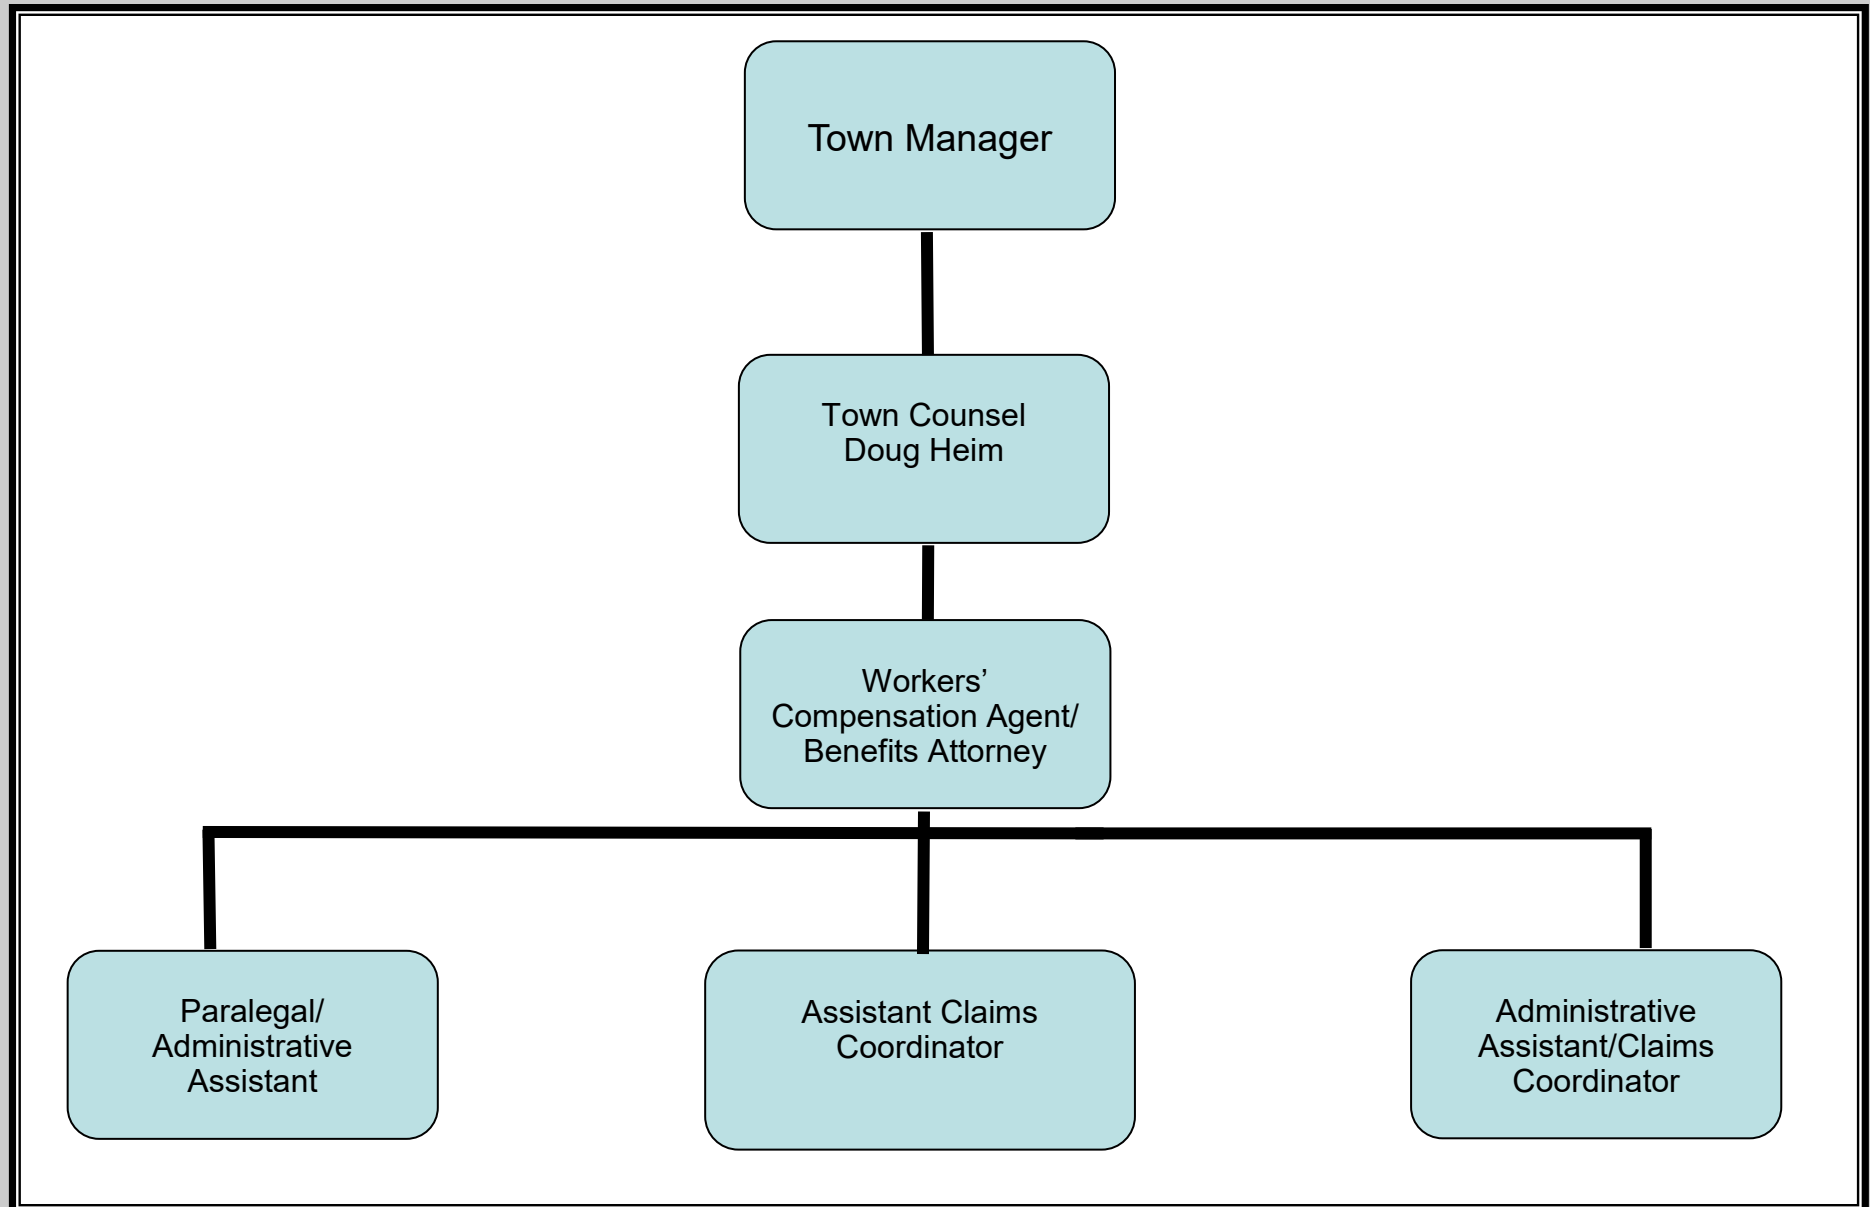 Town Manager
Town Counsel
Doug Heim
Workers’
Compensation Agent/
Benefits Attorney
Paralegal/
Administrative
Assistant
Assistant Claims
Coordinator
Administrative
Assistant/Claims
Coordinator